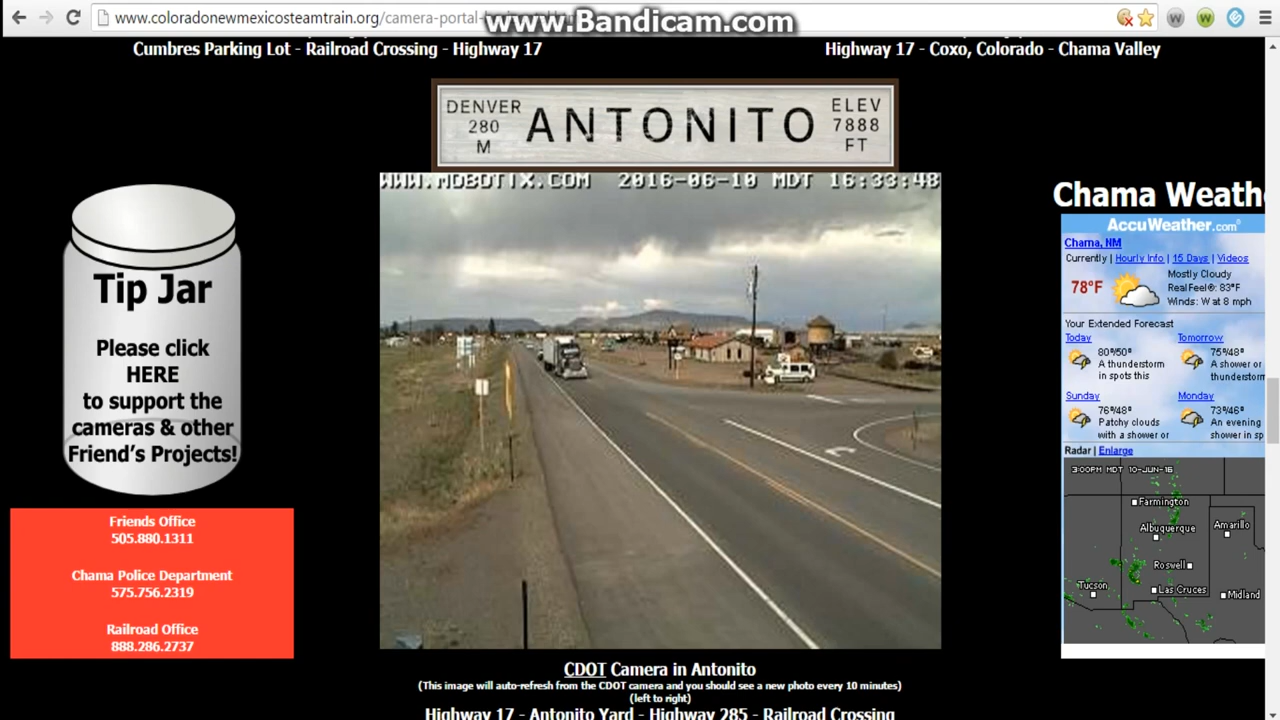 www.coloradonewmexicosteamtrain.org/camera-portal-
www.Bandicam.com
Cumbres Parking Lot - Railroad Crossing - Highway 17
Highway 17 - Coxo, Colorado - Chama Valley
DENVER
280
M
ANTONITO
ELEV
7888
FT
WWW.MOBOTIX.COM 2016-06-10 MDT 16:33:48
Tip Jar
Please click
HERE
to support the
cameras & other
Friend's Projects!
Friends Office
505.880.1311
Chama Police Department
575.756.2319
Railroad Office
888.286.2737
CDOT Camera in Antonito
(This image will auto-refresh from the CDOT camera and you should see a new photo every 10 minutes)
(left to right)
Highway 17 - Antonito Yard - Highway 285 - Railroad Crossing
Chama Weath
AccuWeather.com
Chama, NM
Currently | Hourly Info | 15 Days | Videos
78°F
Mostly Cloudy
RealFeel®: 83°F
Winds: W at 8 mph
Your Extended Forecast
Today
80°/50°
A thunderstorm
in spots this
Tomorrow
75°/48°
A shower or
thunderstorm
Sunday
76°/48°
Patchy clouds
with a shower or
Monday
73°/46°
An evening
shower in sp
Radar | Enlarge
3:00PM MDT 10-JUN-16
Farmington
Albuquerque
Amarillo
Roswell
Tucson
Las Cruces
Midland